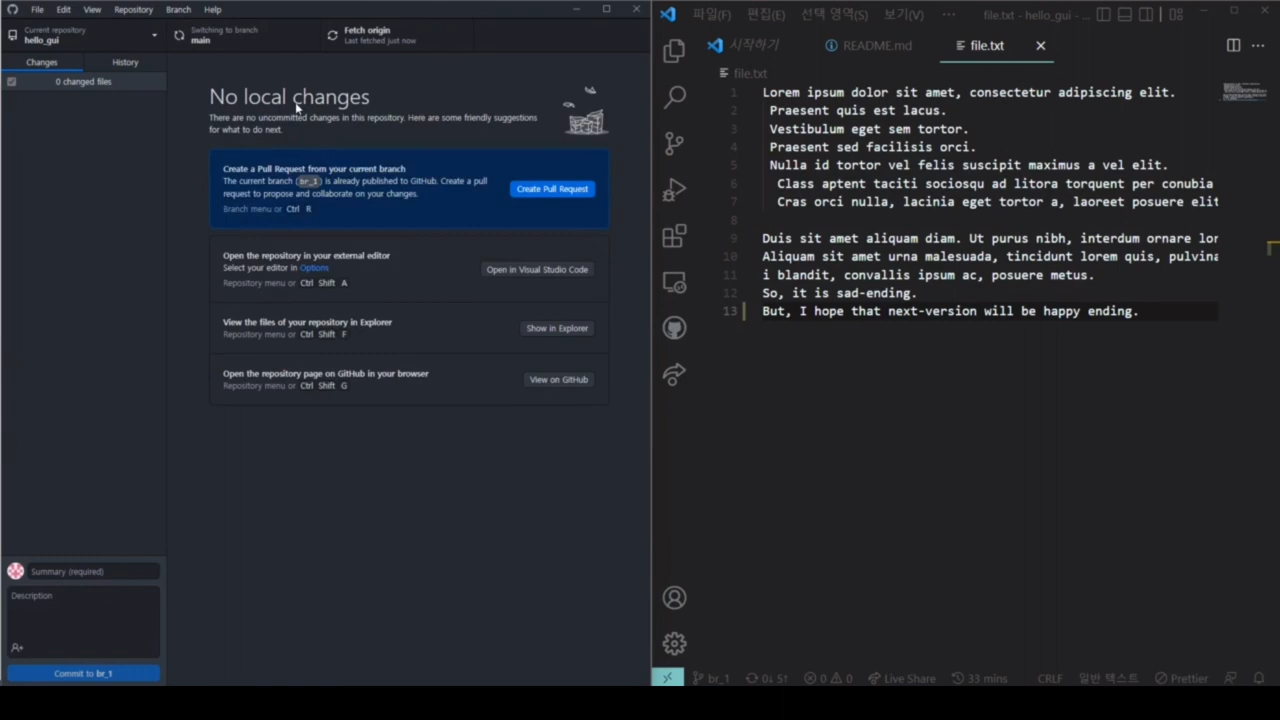 File Edit View Repository Branch Help
Current repository
hello_gui
Switching to branch
main
Fetch origin
Last fetched just now
Changes
History
0 changed files
No local changes
There are no uncommitted changes in this repository. Here are some friendly suggestions
for what to do next.
Create a Pull Request from your current branch
The current branch (br_1) is already published to GitHub. Create a pull
request to propose and collaborate on your changes.
Branch menu or Ctrl R
Create Pull Request
Open the repository in your external editor
Select your editor in Options
Repository menu or Ctrl Shift A
Open in Visual Studio Code
View the files of your repository in Explorer
Repository menu or Ctrl Shift F
Show in Explorer
Open the repository page on GitHub in your browser
Repository menu or Ctrl Shift G
View on GitHub
Summary (required)
Description
Commit to br_1
파일(F) 편집(E) 선택 영역(S) 보기(V) ··· file.txt - hello_gui - ...
시작하기
README.md
file.txt
file.txt
1 Lorem ipsum dolor sit amet, consectetur adipiscing elit.
2 Praesent quis est lacus.
3 Vestibulum eget sem tortor.
4 Praesent sed facilisis orci.
5 Nulla id tortor vel felis suscipit maximus a vel elit.
6 Class aptent taciti sociosqu ad litora torquent per conubia
7 Cras orci nulla, lacinia eget tortor a, laoreet posuere elit
8
9 Duis sit amet aliquam diam. Ut purus nibh, interdum ornare lor
10 Aliquam sit amet urna malesuada, tincidunt lorem quis, pulvina
11 i blandit, convallis ipsum ac, posuere metus.
12 So, it is sad-ending.
13 But, I hope that next-version will be happy ending.
br_1 0↓ 5↑ 0 0 Live Share 33 mins CRLF 일반 텍스트 Prettier